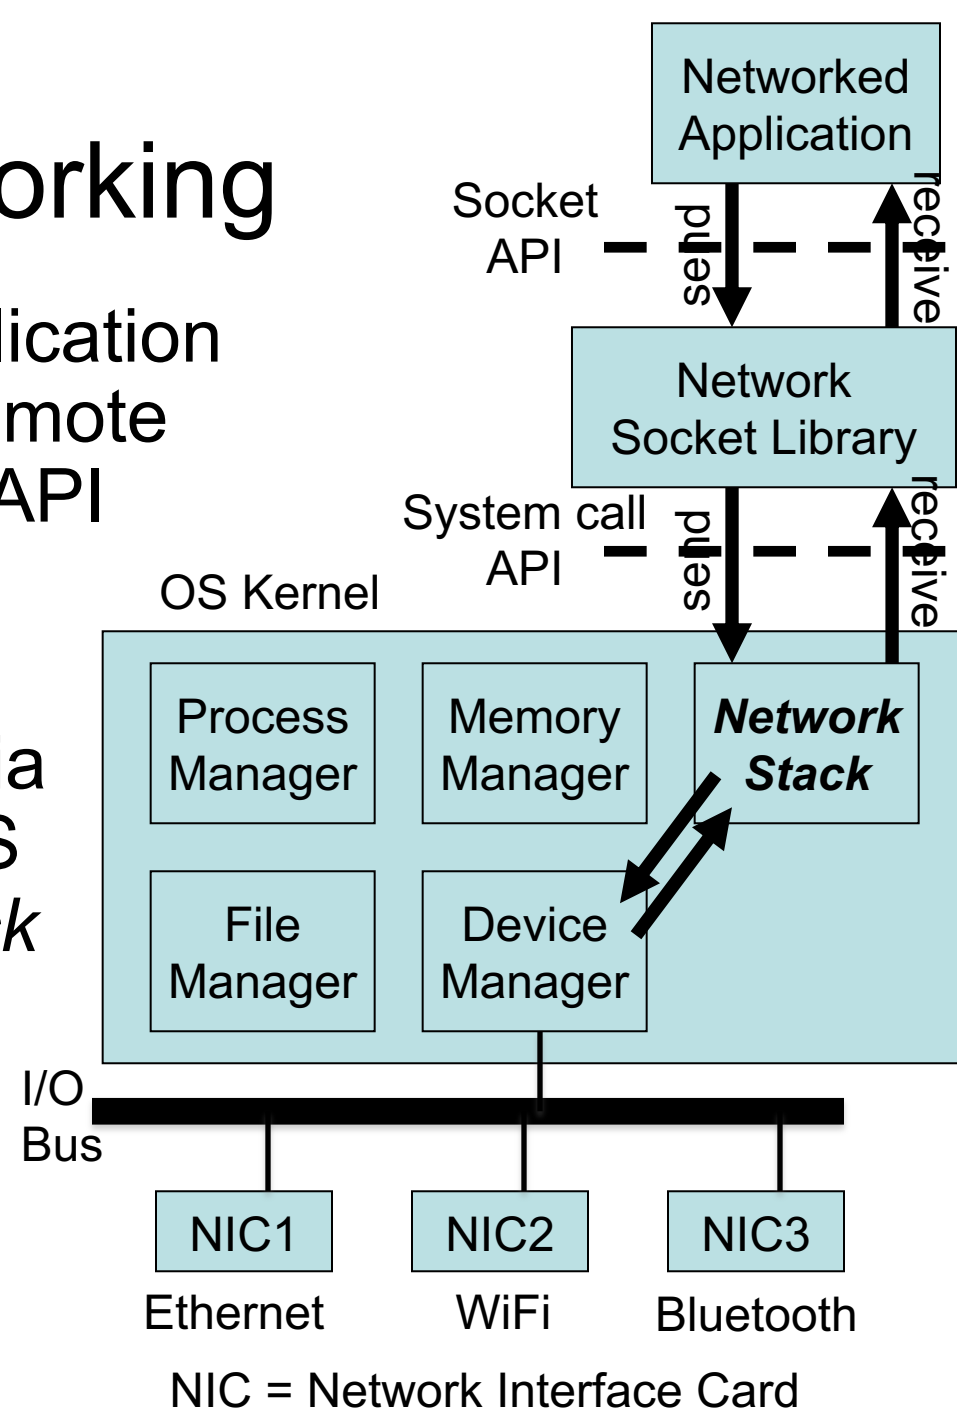 orking
lication
mote
API
ia
S
k
Networked
Application
Socket
API
send
receive
Network
Socket Library
System call
API
send
receive
OS Kernel
Process
Manager
Memory
Manager
Network
Stack
File
Manager
Device
Manager
I/O
Bus
NIC1
NIC2
NIC3
Ethernet
WiFi
Bluetooth
NIC = Network Interface Card